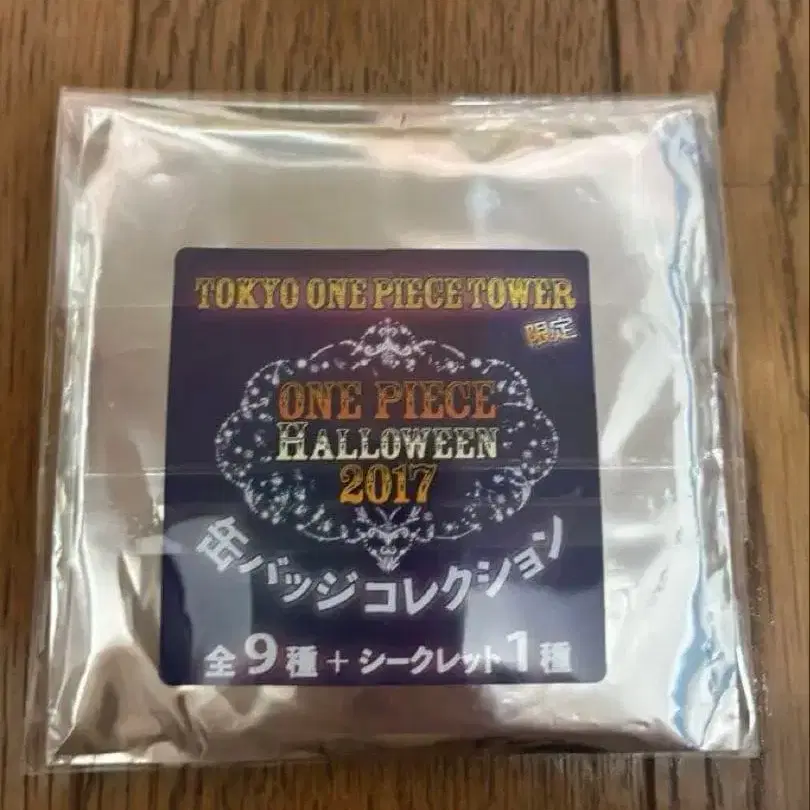 TOKYO ONE PIECE TOWER
限定
ONE PIECE
HALLOWEEN
2017
缶バッジコレクション
全9種+シークレット1種